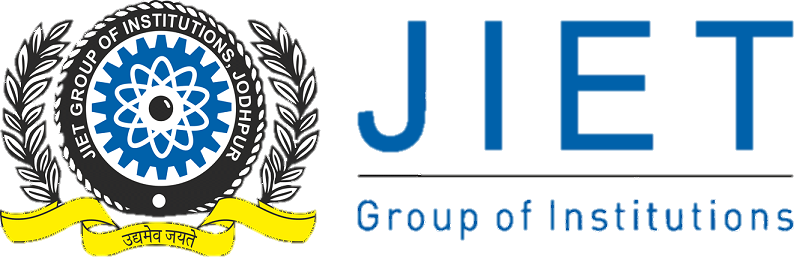 JIET GROUP OF INSTITUTIONS, JODHPUR
उद्यमेव जयते
JIET
Group of Institutions